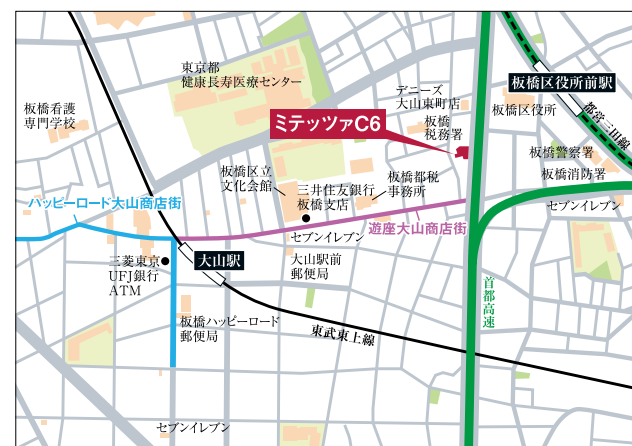 東京都
健康長寿医療センター
デニーズ
大山東町店
板橋区役所前駅
板橋看護
専門学校
ミテッツァC6
板橋
税務署
板橋区役所
都営三田線
板橋警察署
板橋消防署
セブンイレブン
板橋区立
文化会館
三井住友銀行
板橋支店
板橋都税
事務所
ハッピーロード大山商店街
遊座大山商店街
セブンイレブン
三菱東京
UFJ銀行
ATM
大山駅
大山駅前
郵便局
首都高速
板橋ハッピーロード
郵便局
東武東上線
セブンイレブン